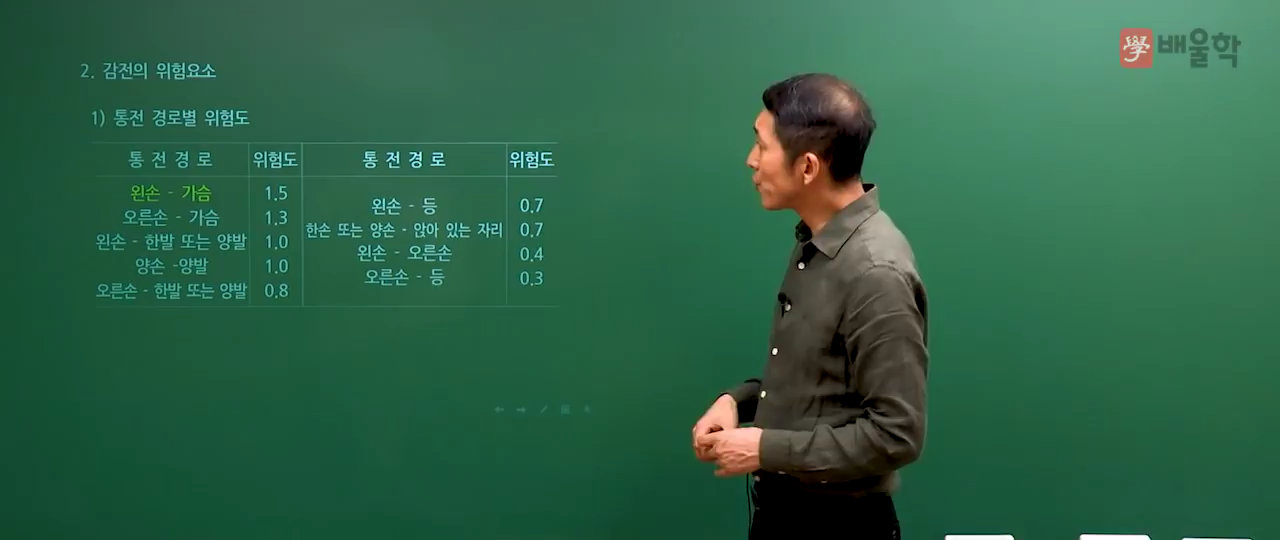 學 배울학
2. 감전의 위험요소
1) 통전 경로별 위험도
통 전 경 로 위험도 통 전 경 로 위험도
왼손 - 가슴 1.5
오른손 - 가슴 1.3
왼손 - 한발 또는 양발 1.0
양손 -양발 1.0
오른손 - 한발 또는 양발 0.8
왼손 - 등 0.7
한손 또는 양손 - 앉아 있는 자리 0.7
왼손 - 오른손 0.4
오른손 - 등 0.3